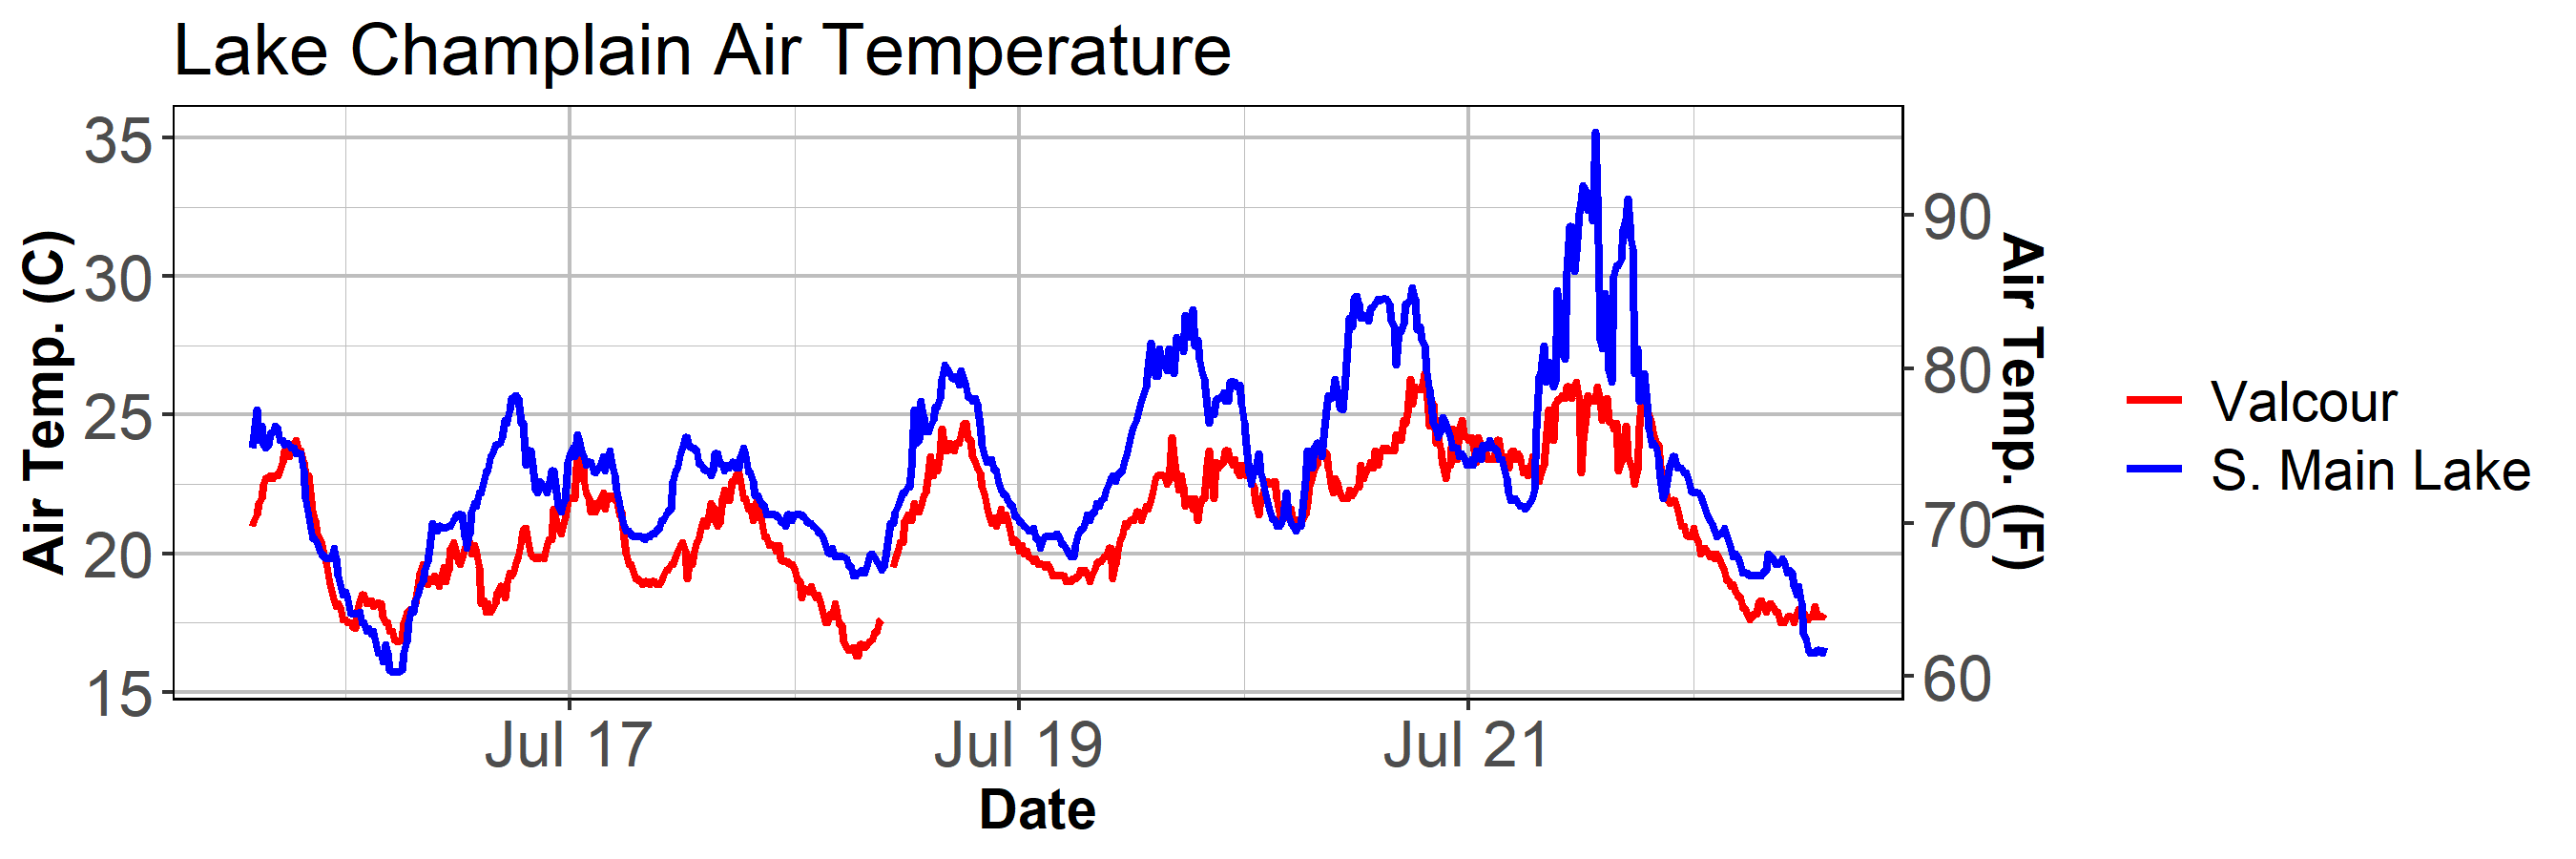 Lake Champlain Air Temperature
Air Temp. (C)
35
30
25
20
15
Air Temp. (F)
90
80
70
60
Jul 17
Jul 19
Jul 21
Date
Valcour
S. Main Lake